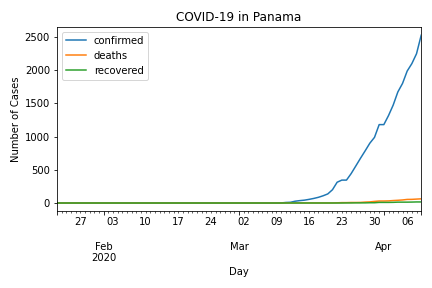 COVID-19 in Panama
confirmed
deaths
recovered
Number of Cases
2500
2000
1500
1000
500
0
27 03 10 17 24 02 09 16 23 30 06
Feb Mar Apr
2020
Day